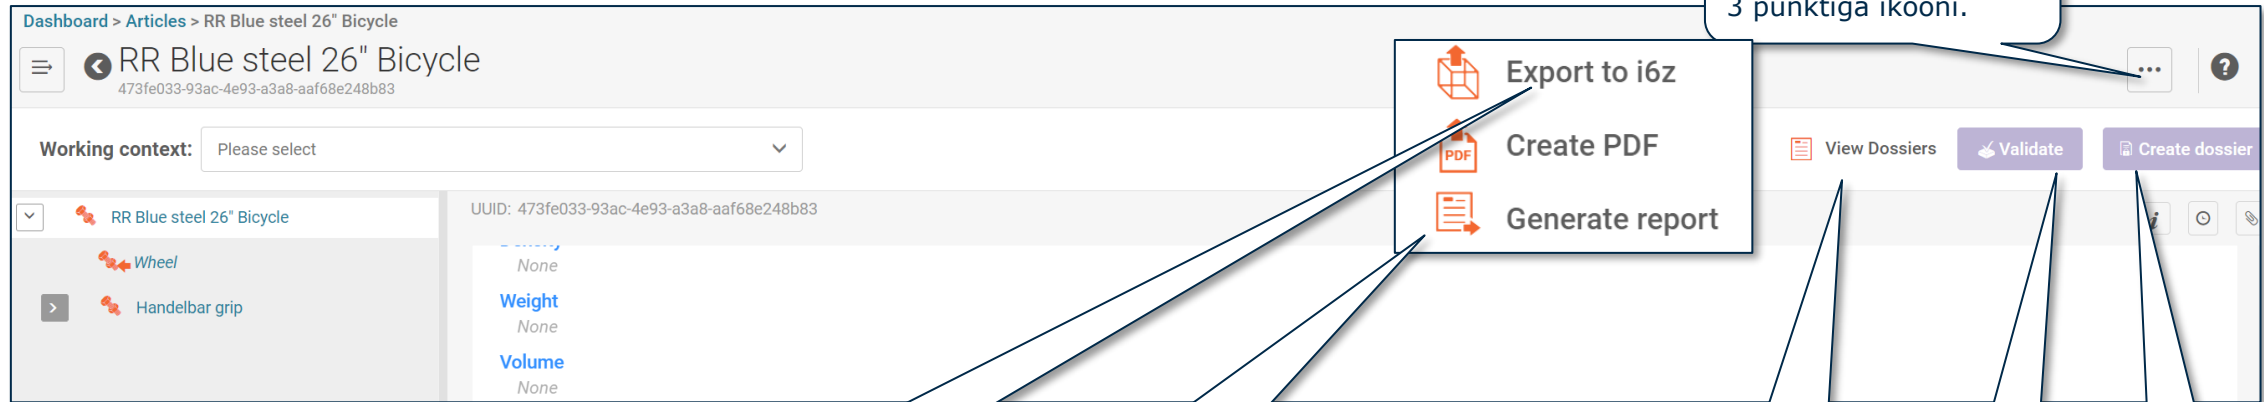 3 punktiga ikooni.
Dashboard > Articles > RR Blue steel 26" Bicycle
RR Blue steel 26" Bicycle
473fe033-93ac-4e93-a3a8-aaf68e248b83
Export to i6z
Create PDF
PDF
Generate report
Working context: Please select
View Dossiers
Validate
Create dossier
RR Blue steel 26" Bicycle
Wheel
Handelbar grip
UUID: 473fe033-93ac-4e93-a3a8-aaf68e248b83
None
Weight
None
Volume
None